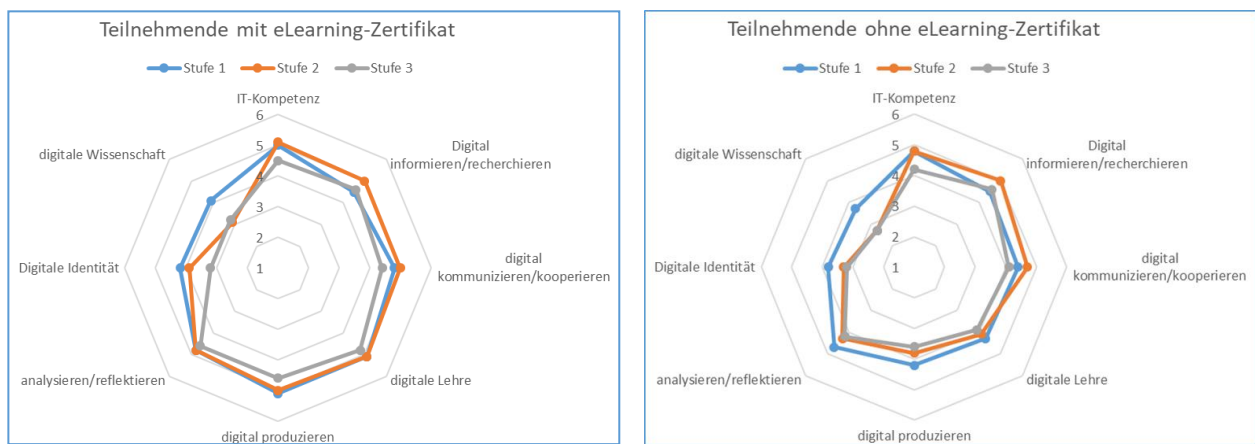 Teilnehmende mit eLearning-Zertifikat
Stufe 1 Stufe 2 Stufe 3
IT-Kompetenz
6
5
4
3
2
1
Digital
informieren/recherchieren
digital
kommunizieren/kooperieren
digitale Lehre
digital produzieren
analysieren/reflektieren
Digitale Identität
digitale Wissenschaft
Teilnehmende ohne eLearning-Zertifikat
Stufe 1 Stufe 2 Stufe 3
IT-Kompetenz
6
5
4
3
2
1
Digital
informieren/recherchieren
digital
kommunizieren/kooperieren
digitale Lehre
digital produzieren
analysieren/reflektieren
Digitale Identität
digitale Wissenschaft